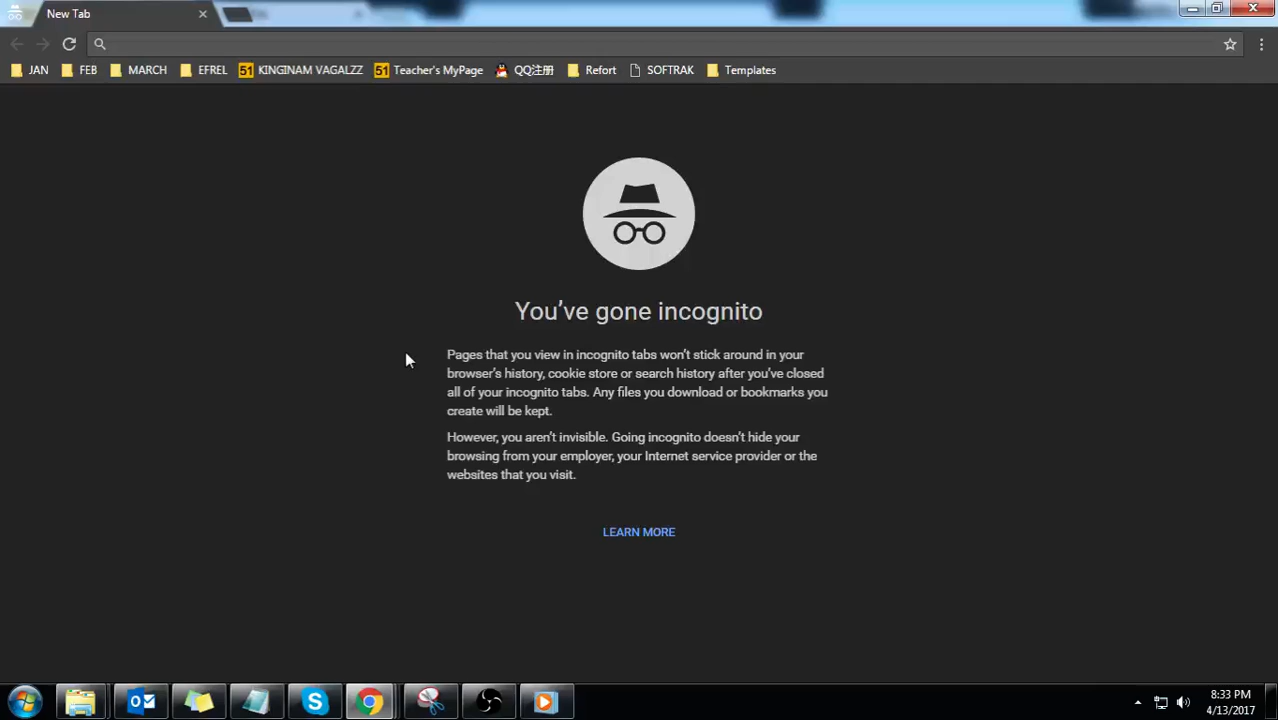 New Tab
JAN FEB MARCH EFREL 51 KINGINAM VAGALZZ 51 Teacher's MyPage QQ注册 Refort SOFTRAK Templates
You've gone incognito
Pages that you view in incognito tabs won't stick around in your
browser's history, cookie store or search history after you've closed
all of your incognito tabs. Any files you download or bookmarks you
create will be kept.
However, you aren't invisible. Going incognito doesn't hide your
browsing from your employer, your Internet service provider or the
websites that you visit.
LEARN MORE
8:33 PM
4/13/2017